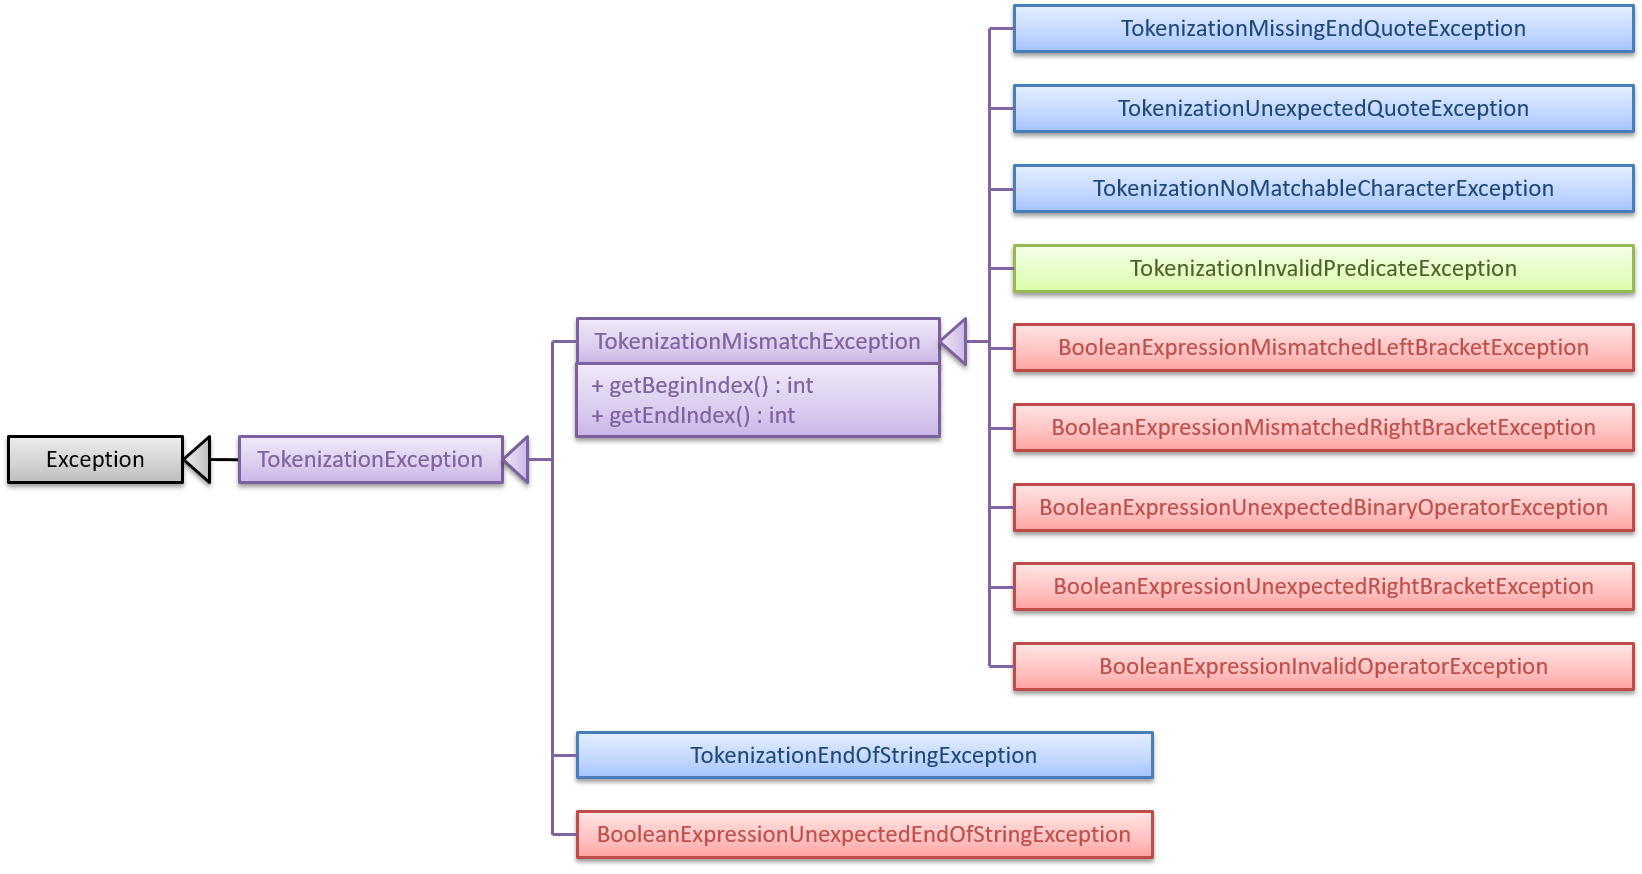 Exception
TokenizationException
TokenizationMismatchException
+ getBeginIndex() : int
+ getEndIndex() : int
TokenizationMissingEndQuoteException
TokenizationUnexpectedQuoteException
TokenizationNoMatchableCharacterException
TokenizationInvalidPredicateException
BooleanExpressionMismatchedLeftBracketException
BooleanExpressionMismatchedRightBracketException
BooleanExpressionUnexpectedBinaryOperatorException
BooleanExpressionUnexpectedRightBracketException
BooleanExpressionInvalidOperatorException
TokenizationEndOfStringException
BooleanExpressionUnexpectedEndOfStringException